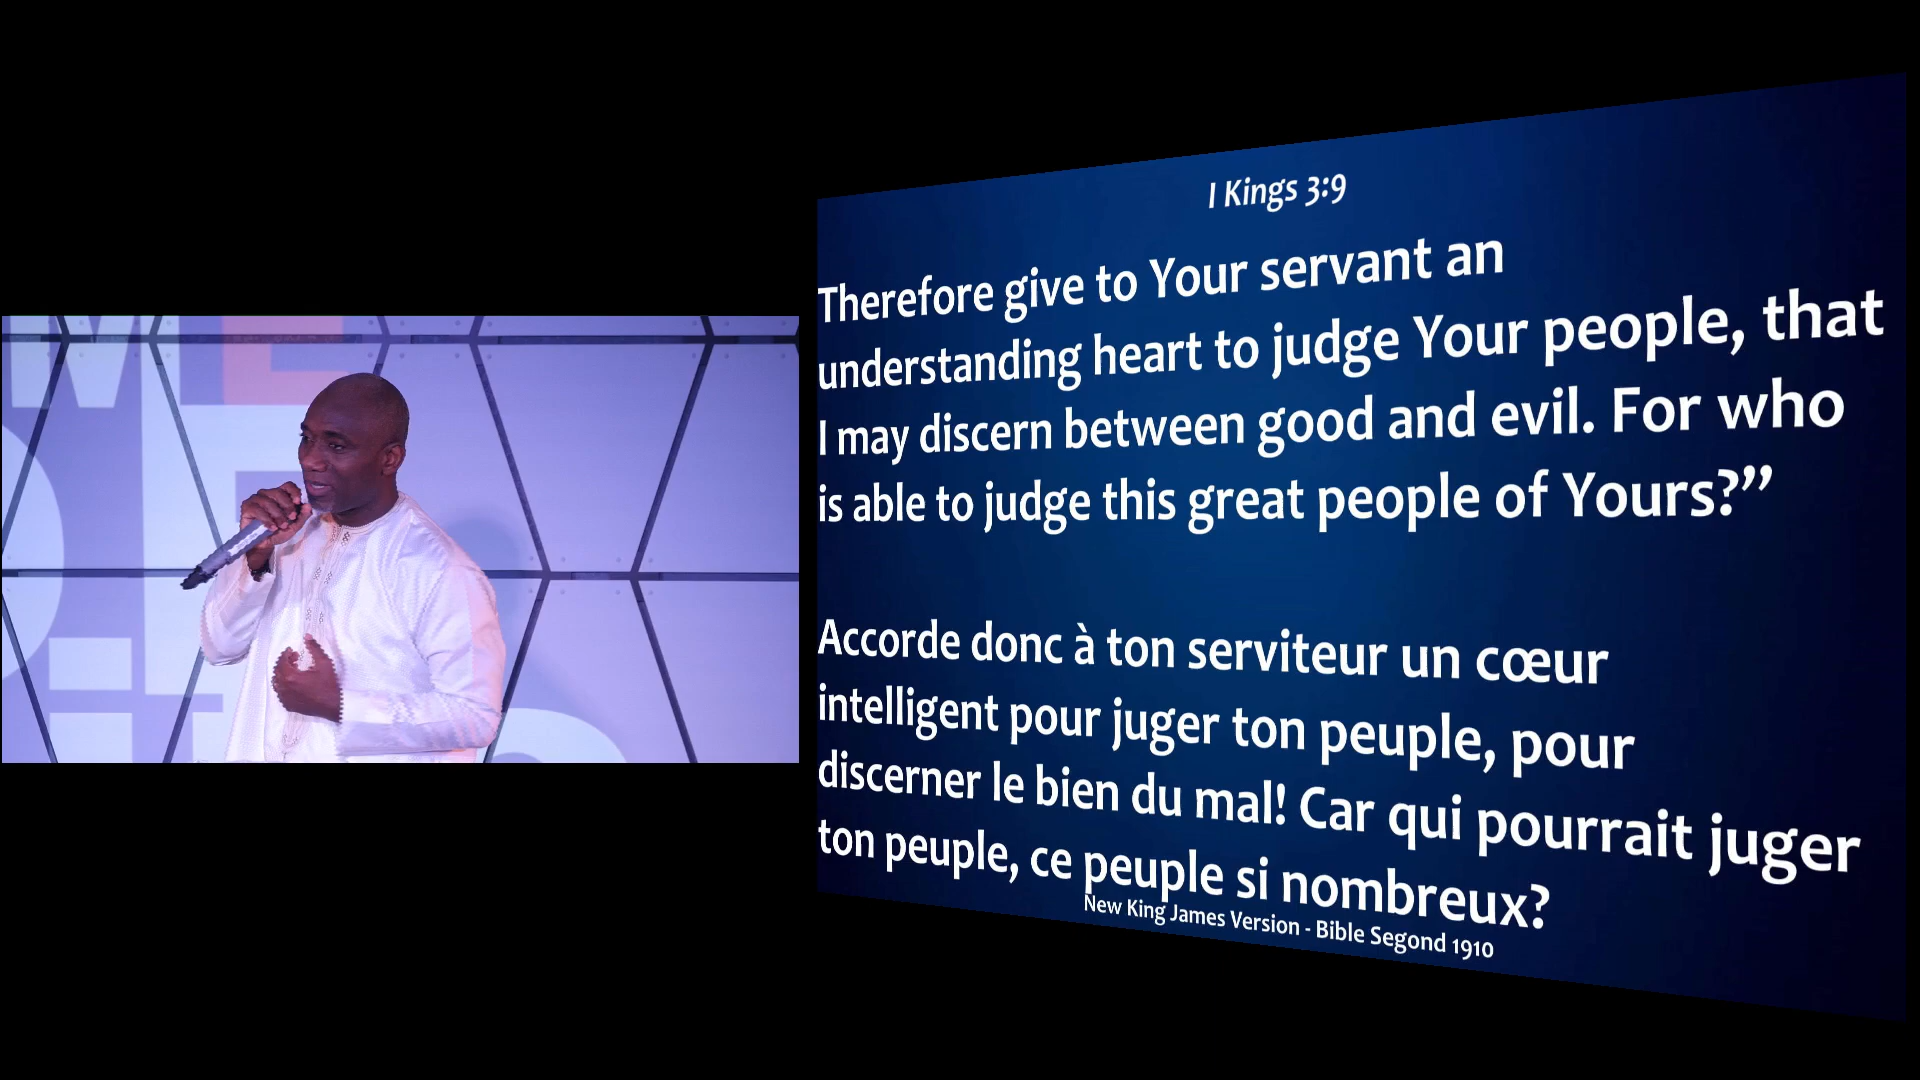 ME
I Kings 3:9
Therefore give to Your servant an
understanding heart to judge Your people, that
I may discern between good and evil. For who
is able to judge this great people of Yours?”
Accorde donc à ton serviteur un cœur
intelligent pour juger ton peuple, pour
discerner le bien du mal! Car qui pourrait juger
ton peuple, ce peuple si nombreux?
New King James Version - Bible Segond 1910